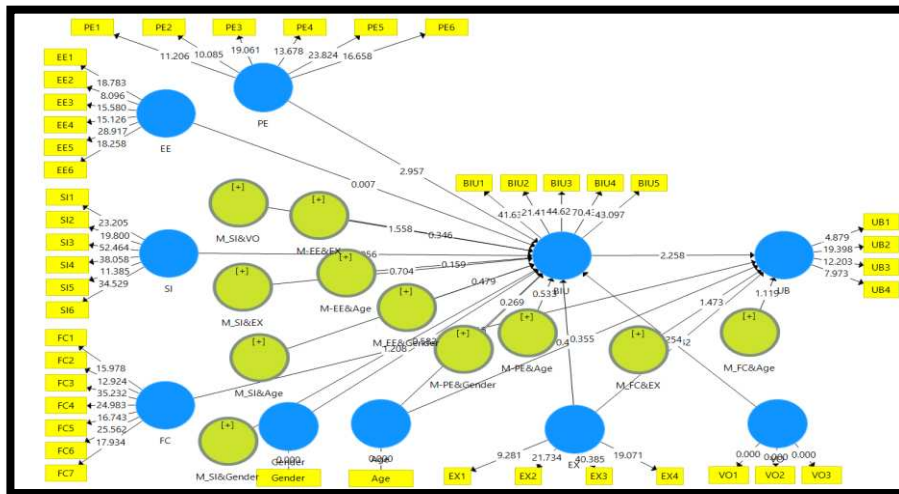 PE1 PE2 PE3 PE4 PE5 PE6
11.206 10.085 19.061 13.678 23.824 16.658
PE
EE1
EE2
EE3
EE4
EE5
EE6
18.783
8.096
15.580
15.126
28.917
18.258
EE
2.957
0.007
BIU1 BIU2 BIU3 BIU4 BIU5
43.097
SI1
SI2
SI3
SI4
SI5
SI6
23.205
19.800
52.464
38.058
11.385
34.529
SI
[+]
M_SI&VO
[+]
M-EE&EX
1.558
0.346
BIU
2.258
UB
UB1
UB2
UB3
UB4
4.879
19.398
12.203
7.973
[+]
M_SI&EX
[+]
M-EE&Age
0.704
0.159
0.479
[+]
M_EE&Gender
0.269
0.533
[+]
M-PE&Gender
[+]
M-PE&Age
0.355
1.473
1.119
[+]
M_FC&EX
[+]
M_FC&Age
[+]
M_SI&Age
1.208
FC1
FC2
FC3
FC4
FC5
FC6
FC7
15.978
12.924
35.232
24.983
16.743
25.562
17.934
FC
[+]
M_SI&Gender
Gender
0.000
Gender
Age
0.000
Age
EX
9.281 21.734 40.385 19.071
EX1 EX2 EX3 EX4
VO
0.000 0.000 0.000
VO1 VO2 VO3